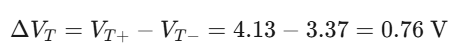 ΔV_T = V_{T+} − V_{T−} = 4.13 − 3.37 = 0.76 V